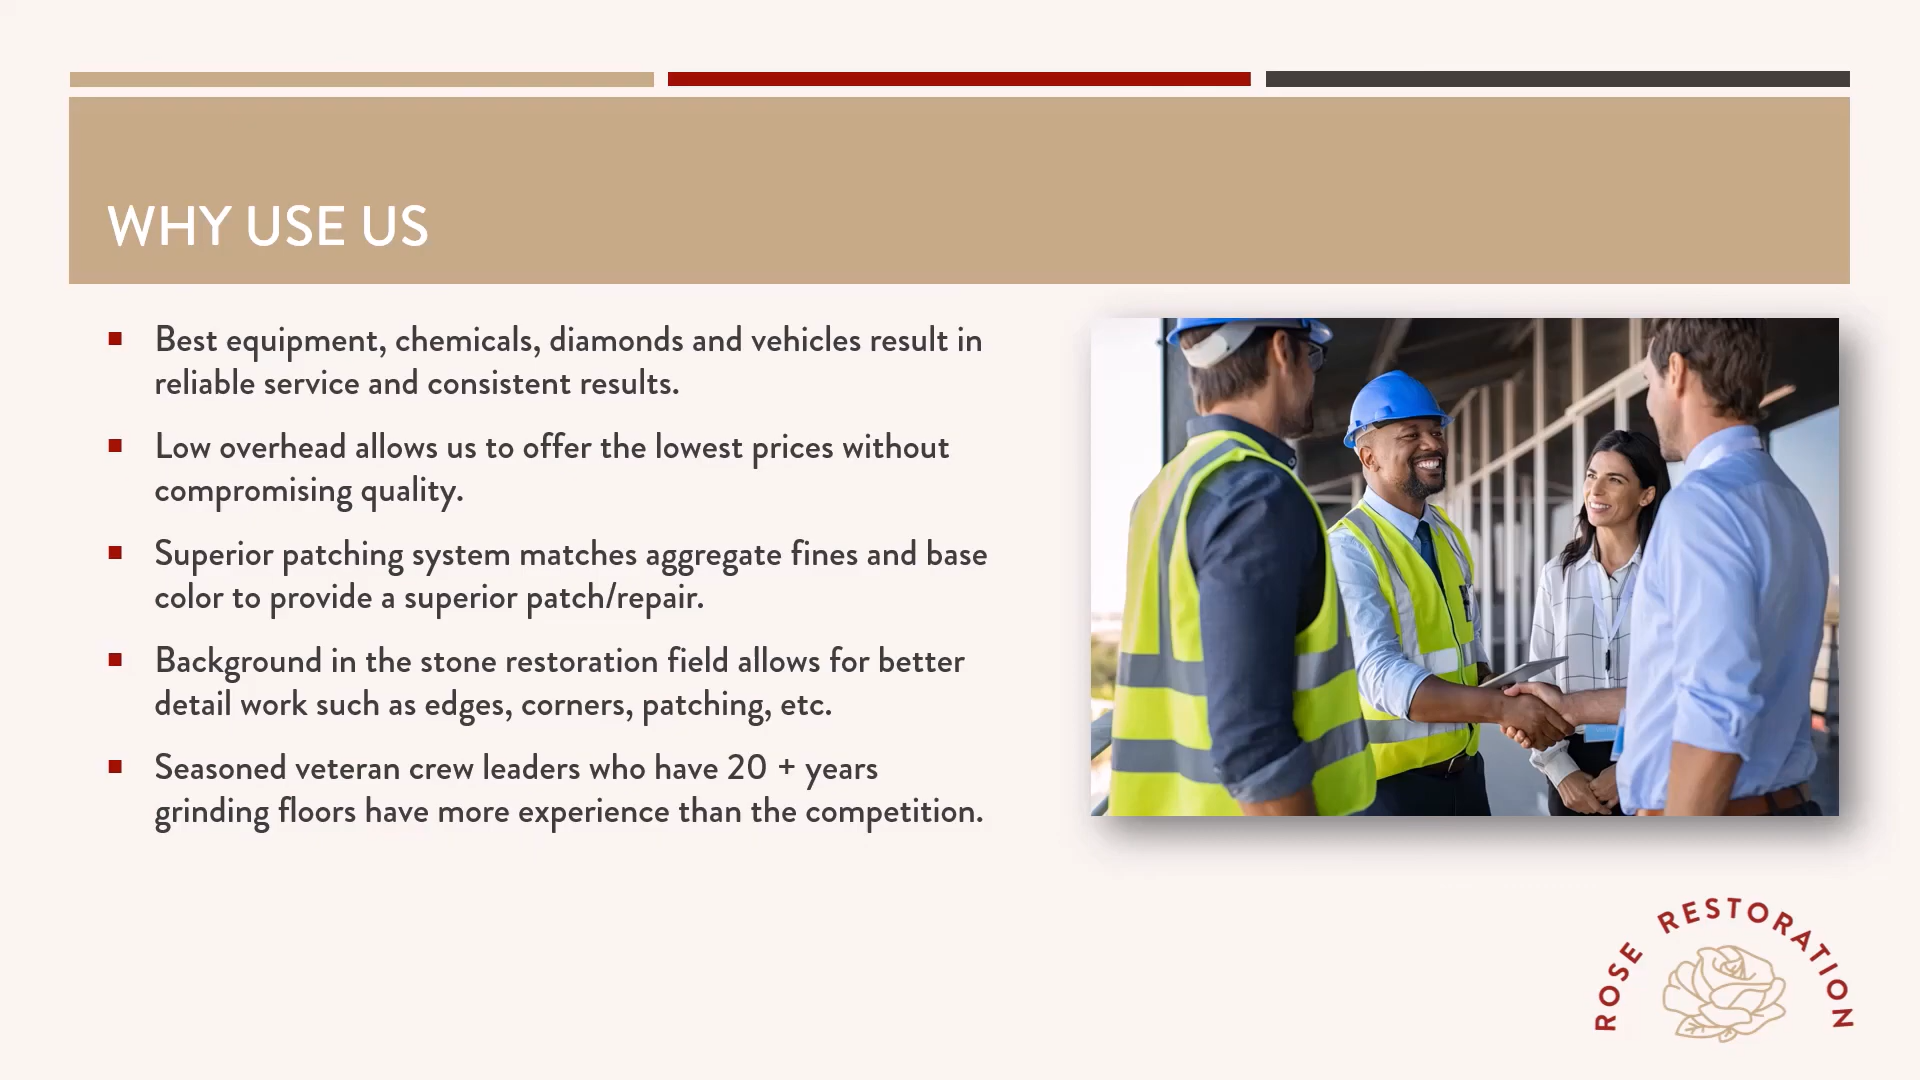 WHY USE US
Best equipment, chemicals, diamonds and vehicles result in
reliable service and consistent results.
Low overhead allows us to offer the lowest prices without
compromising quality.
Superior patching system matches aggregate fines and base
color to provide a superior patch/repair.
Background in the stone restoration field allows for better
detail work such as edges, corners, patching, etc.
Seasoned veteran crew leaders who have 20 + years
grinding floors have more experience than the competition.
ROSE RESTORATION